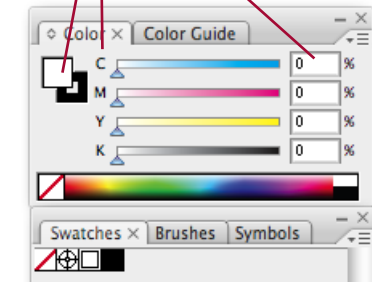 Color × Color Guide
C 0 %
M 0 %
Y 0 %
K 0 %
Swatches × Brushes Symbols